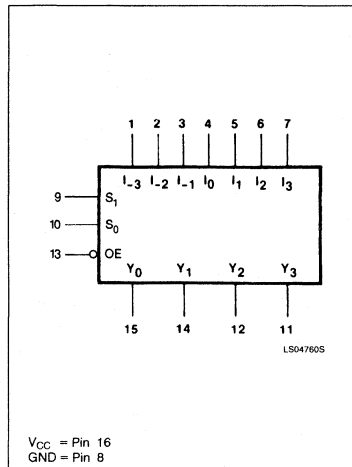 1 2 3 4 5 6 7
I-3 I-2 I-1 I0 I1 I2 I3
9 S1
10 S0
13 OE
Y0 Y1 Y2 Y3
15 14 12 11
LS04760S
VCC = Pin 16
GND = Pin 8